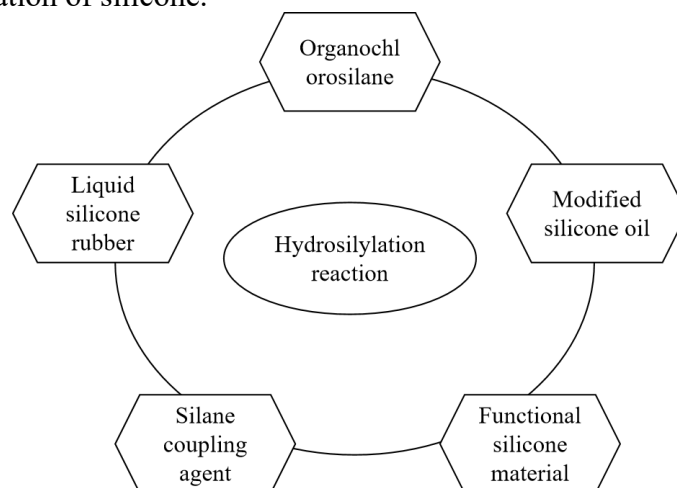 ation of silicone.
Organochl
orosilane
Liquid
silicone
rubber
Modified
silicone oil
Hydrosilylation
reaction
Silane
coupling
agent
Functional
silicone
material